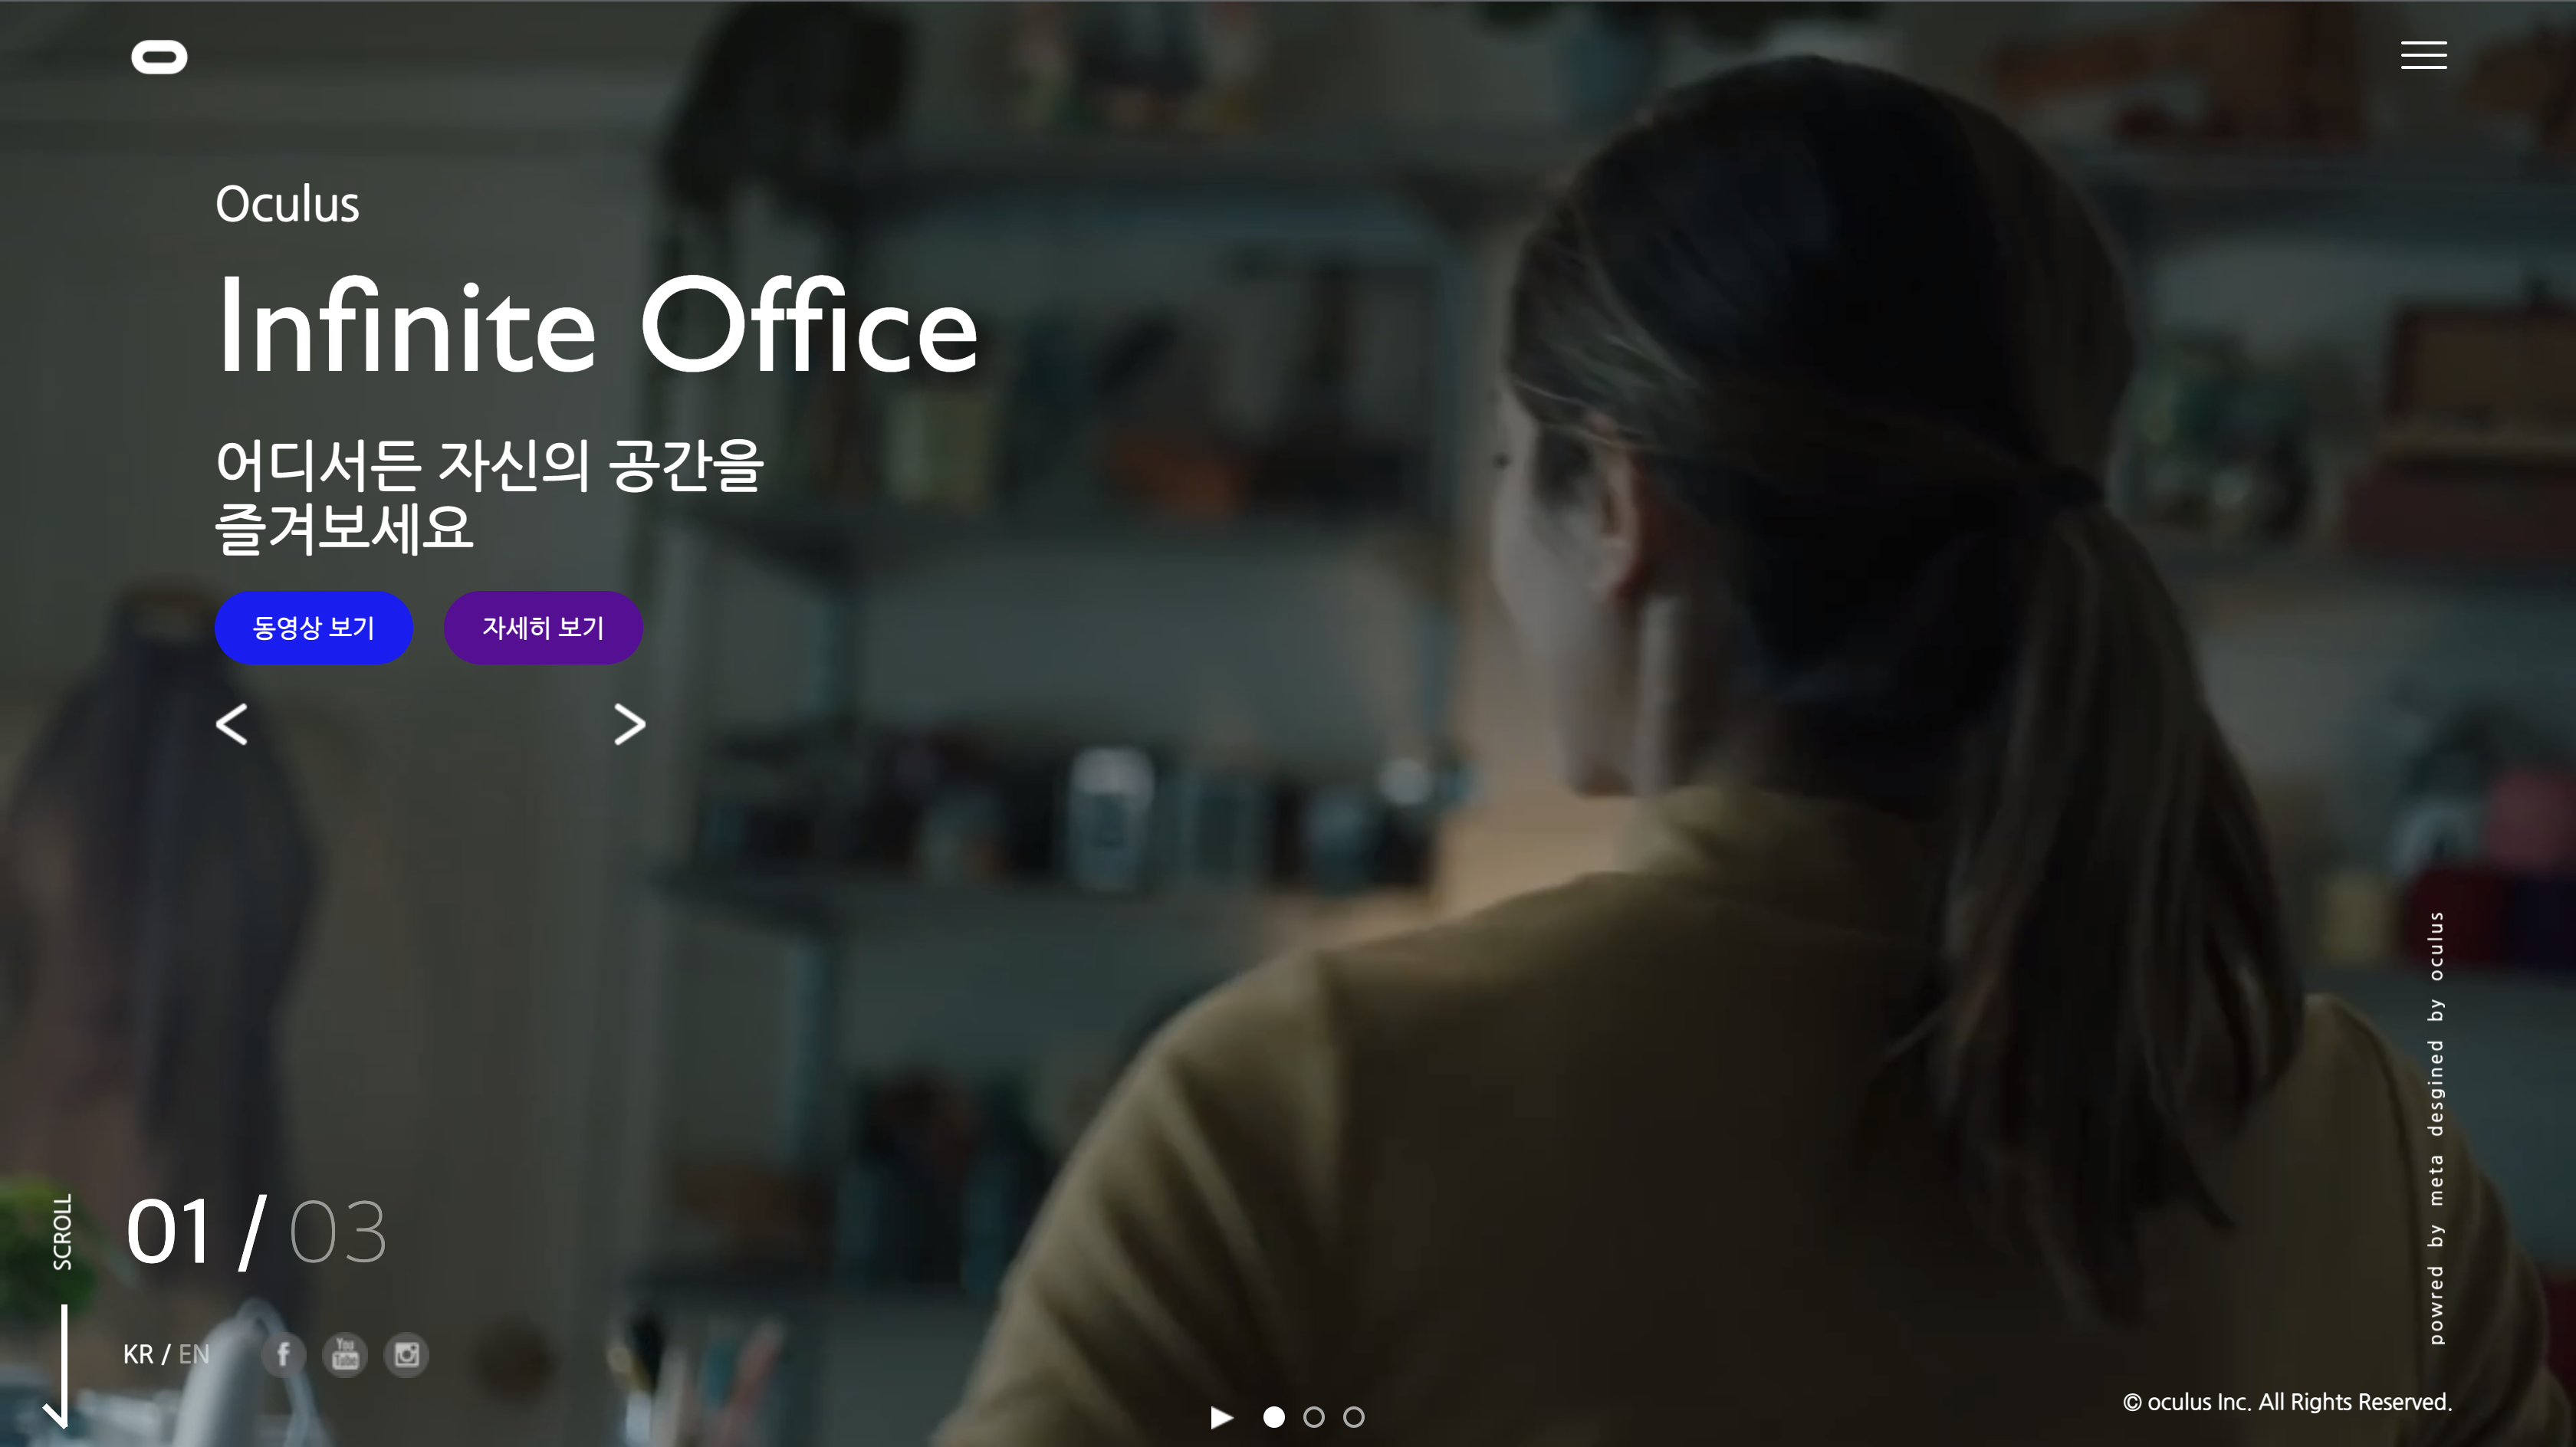 Oculus
Infinite Office
어디서든 자신의 공간을
즐겨보세요
동영상 보기
자세히 보기
<
>
SCROLL
01 / 03
KR / EN
f
You
Tube
powred by meta desgined by oculus
© oculus Inc. All Rights Reserved.